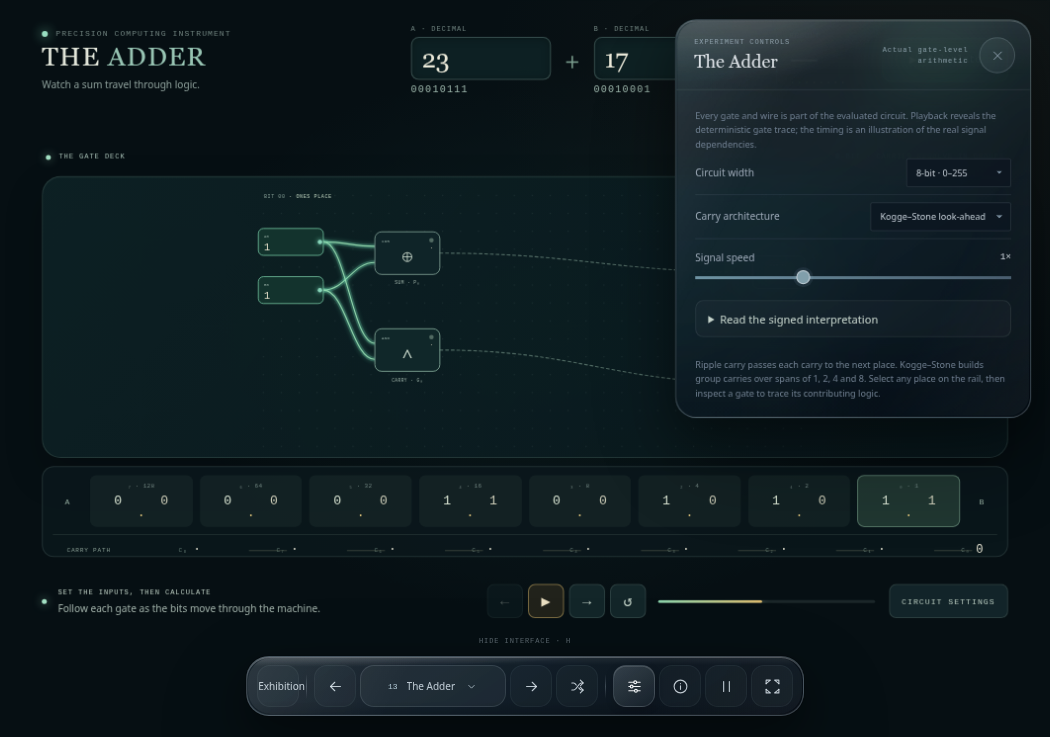 PRECISION COMPUTING INSTRUMENT
THE ADDER
Watch a sum travel through logic.
A · DECIMAL
23
00010111
+
B · DECIMAL
17
00010001
EXPERIMENT CONTROLS
The Adder
Actual gate-level
arithmetic
Every gate and wire is part of the evaluated circuit. Playback reveals the
deterministic gate trace; the timing is an illustration of the real signal
dependencies.
Circuit width
8-bit · 0–255
Carry architecture
Kogge–Stone look-ahead
Signal speed
1×
Read the signed interpretation
Ripple carry passes each carry to the next place. Kogge–Stone builds
group carries over spans of 1, 2, 4 and 8. Select any place on the rail, then
inspect a gate to trace its contributing logic.
THE GATE DECK
BIT 00 · ONES PLACE
1
1
⊕
SUM · P₀
∧
CARRY · G₀
A
0 0
0 0
0 0
1 1
0 0
1 0
1 0
1 1
B
CARRY PATH
0
SET THE INPUTS, THEN CALCULATE
Follow each gate as the bits move through the machine.
CIRCUIT SETTINGS
HIDE INTERFACE · H
Exhibition
13 The Adder